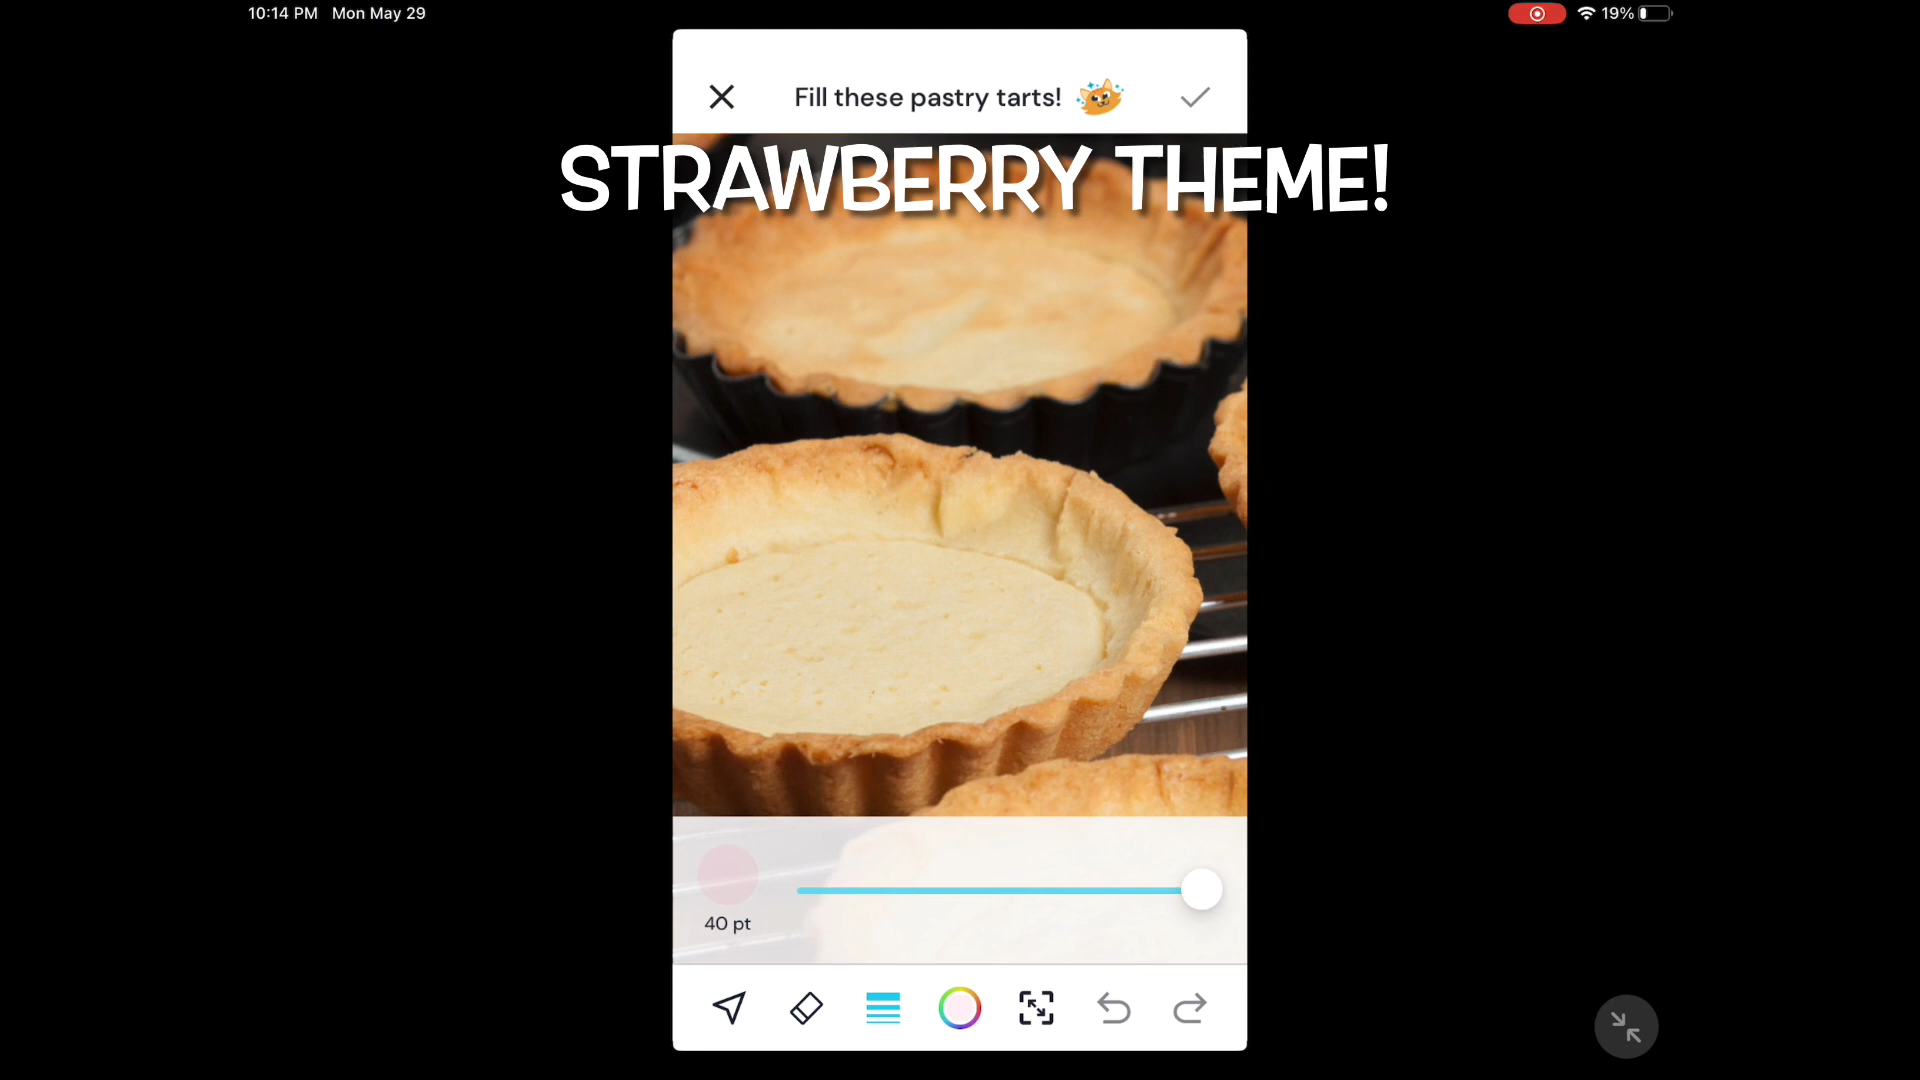 10:14 PM Mon May 29
19%
Fill these pastry tarts!
STRAWBERRY THEME!
40 pt